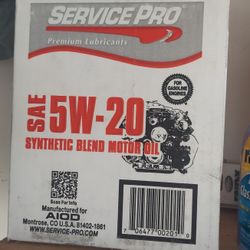 SERVICE PRO
Premium Lubricants
FOR
GASOLINE
ENGINES
SAE 5W-20
SYNTHETIC BLEND MOTOR OIL
Scan For Info
Manufactured for
AIOD
Montrose, CO U.S.A. 81402-1861
WWW.SERVICE-PRO.COM